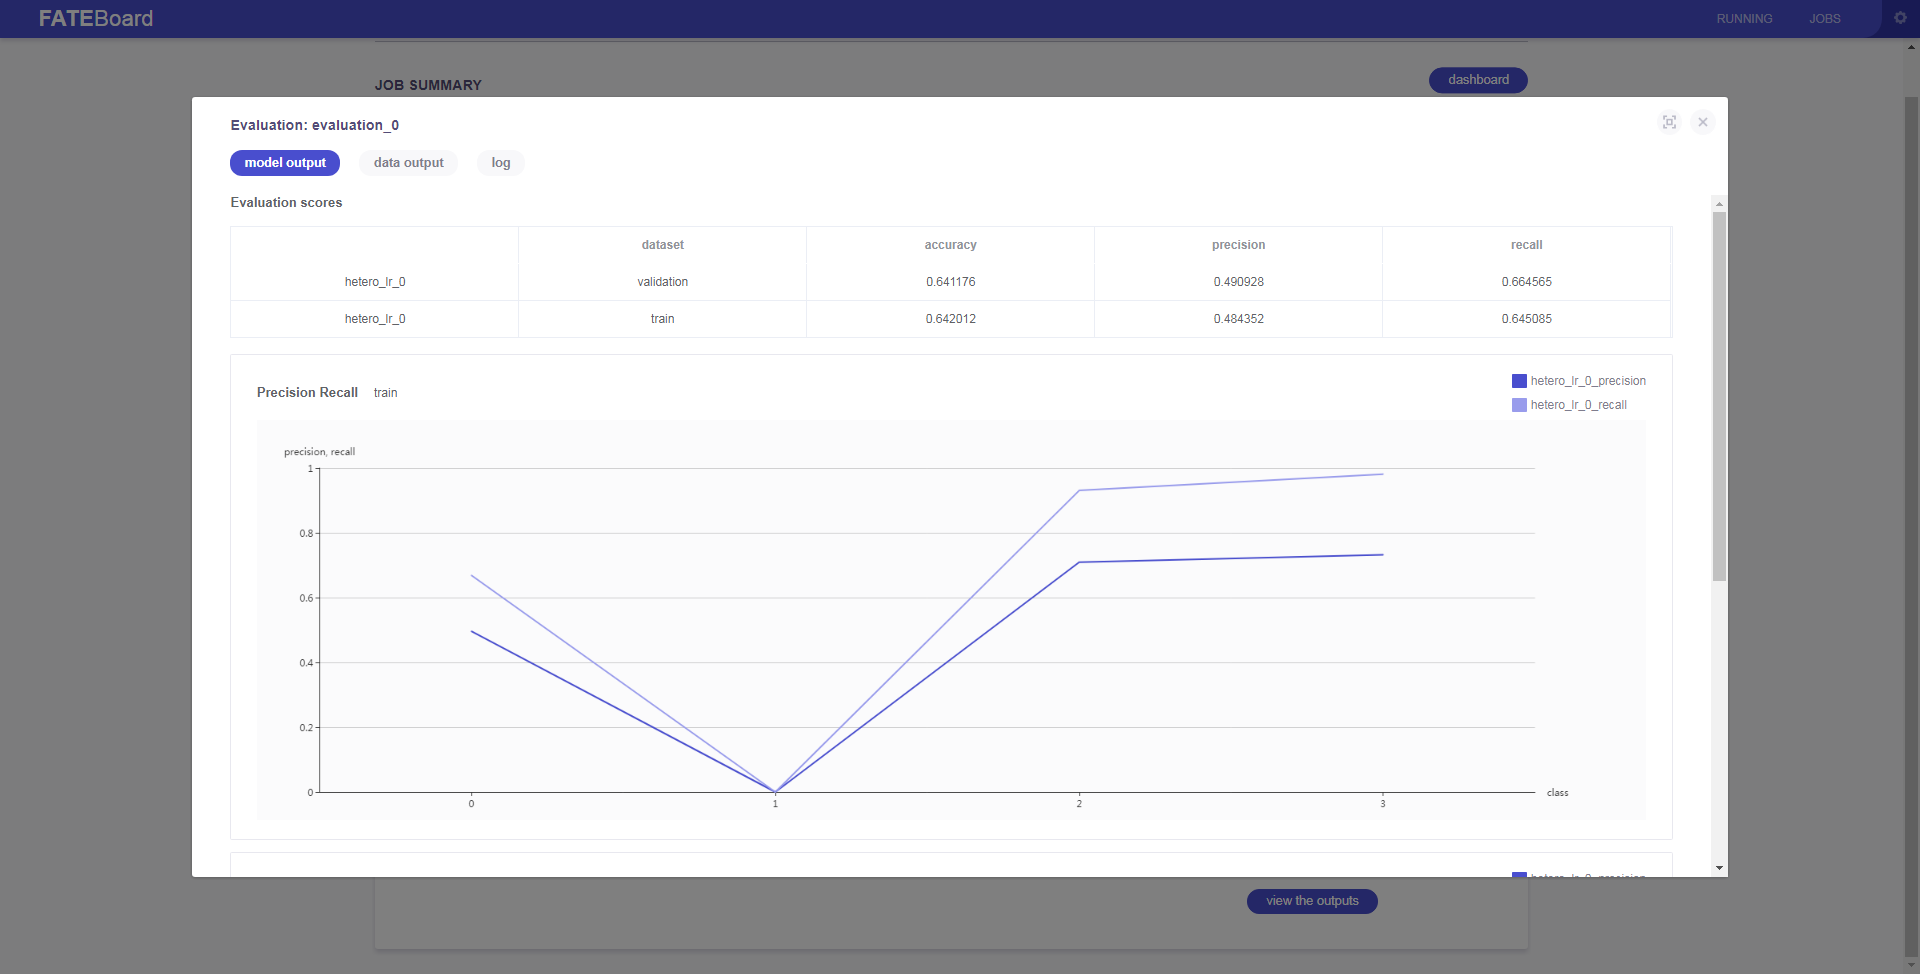 FATEBoard RUNNING JOBS
JOB SUMMARY dashboard
Evaluation: evaluation_0
model output data output log
Evaluation scores
dataset accuracy precision recall
hetero_lr_0 validation 0.641176 0.490928 0.664565
hetero_lr_0 train 0.642012 0.484352 0.645085
hetero_lr_0_precision
Precision Recall train
hetero_lr_0_recall
precision, recall
1
0.8
0.6
0.4
0.2
0 class
0 1 2 3
hetero_lr_0_precision
view the outputs